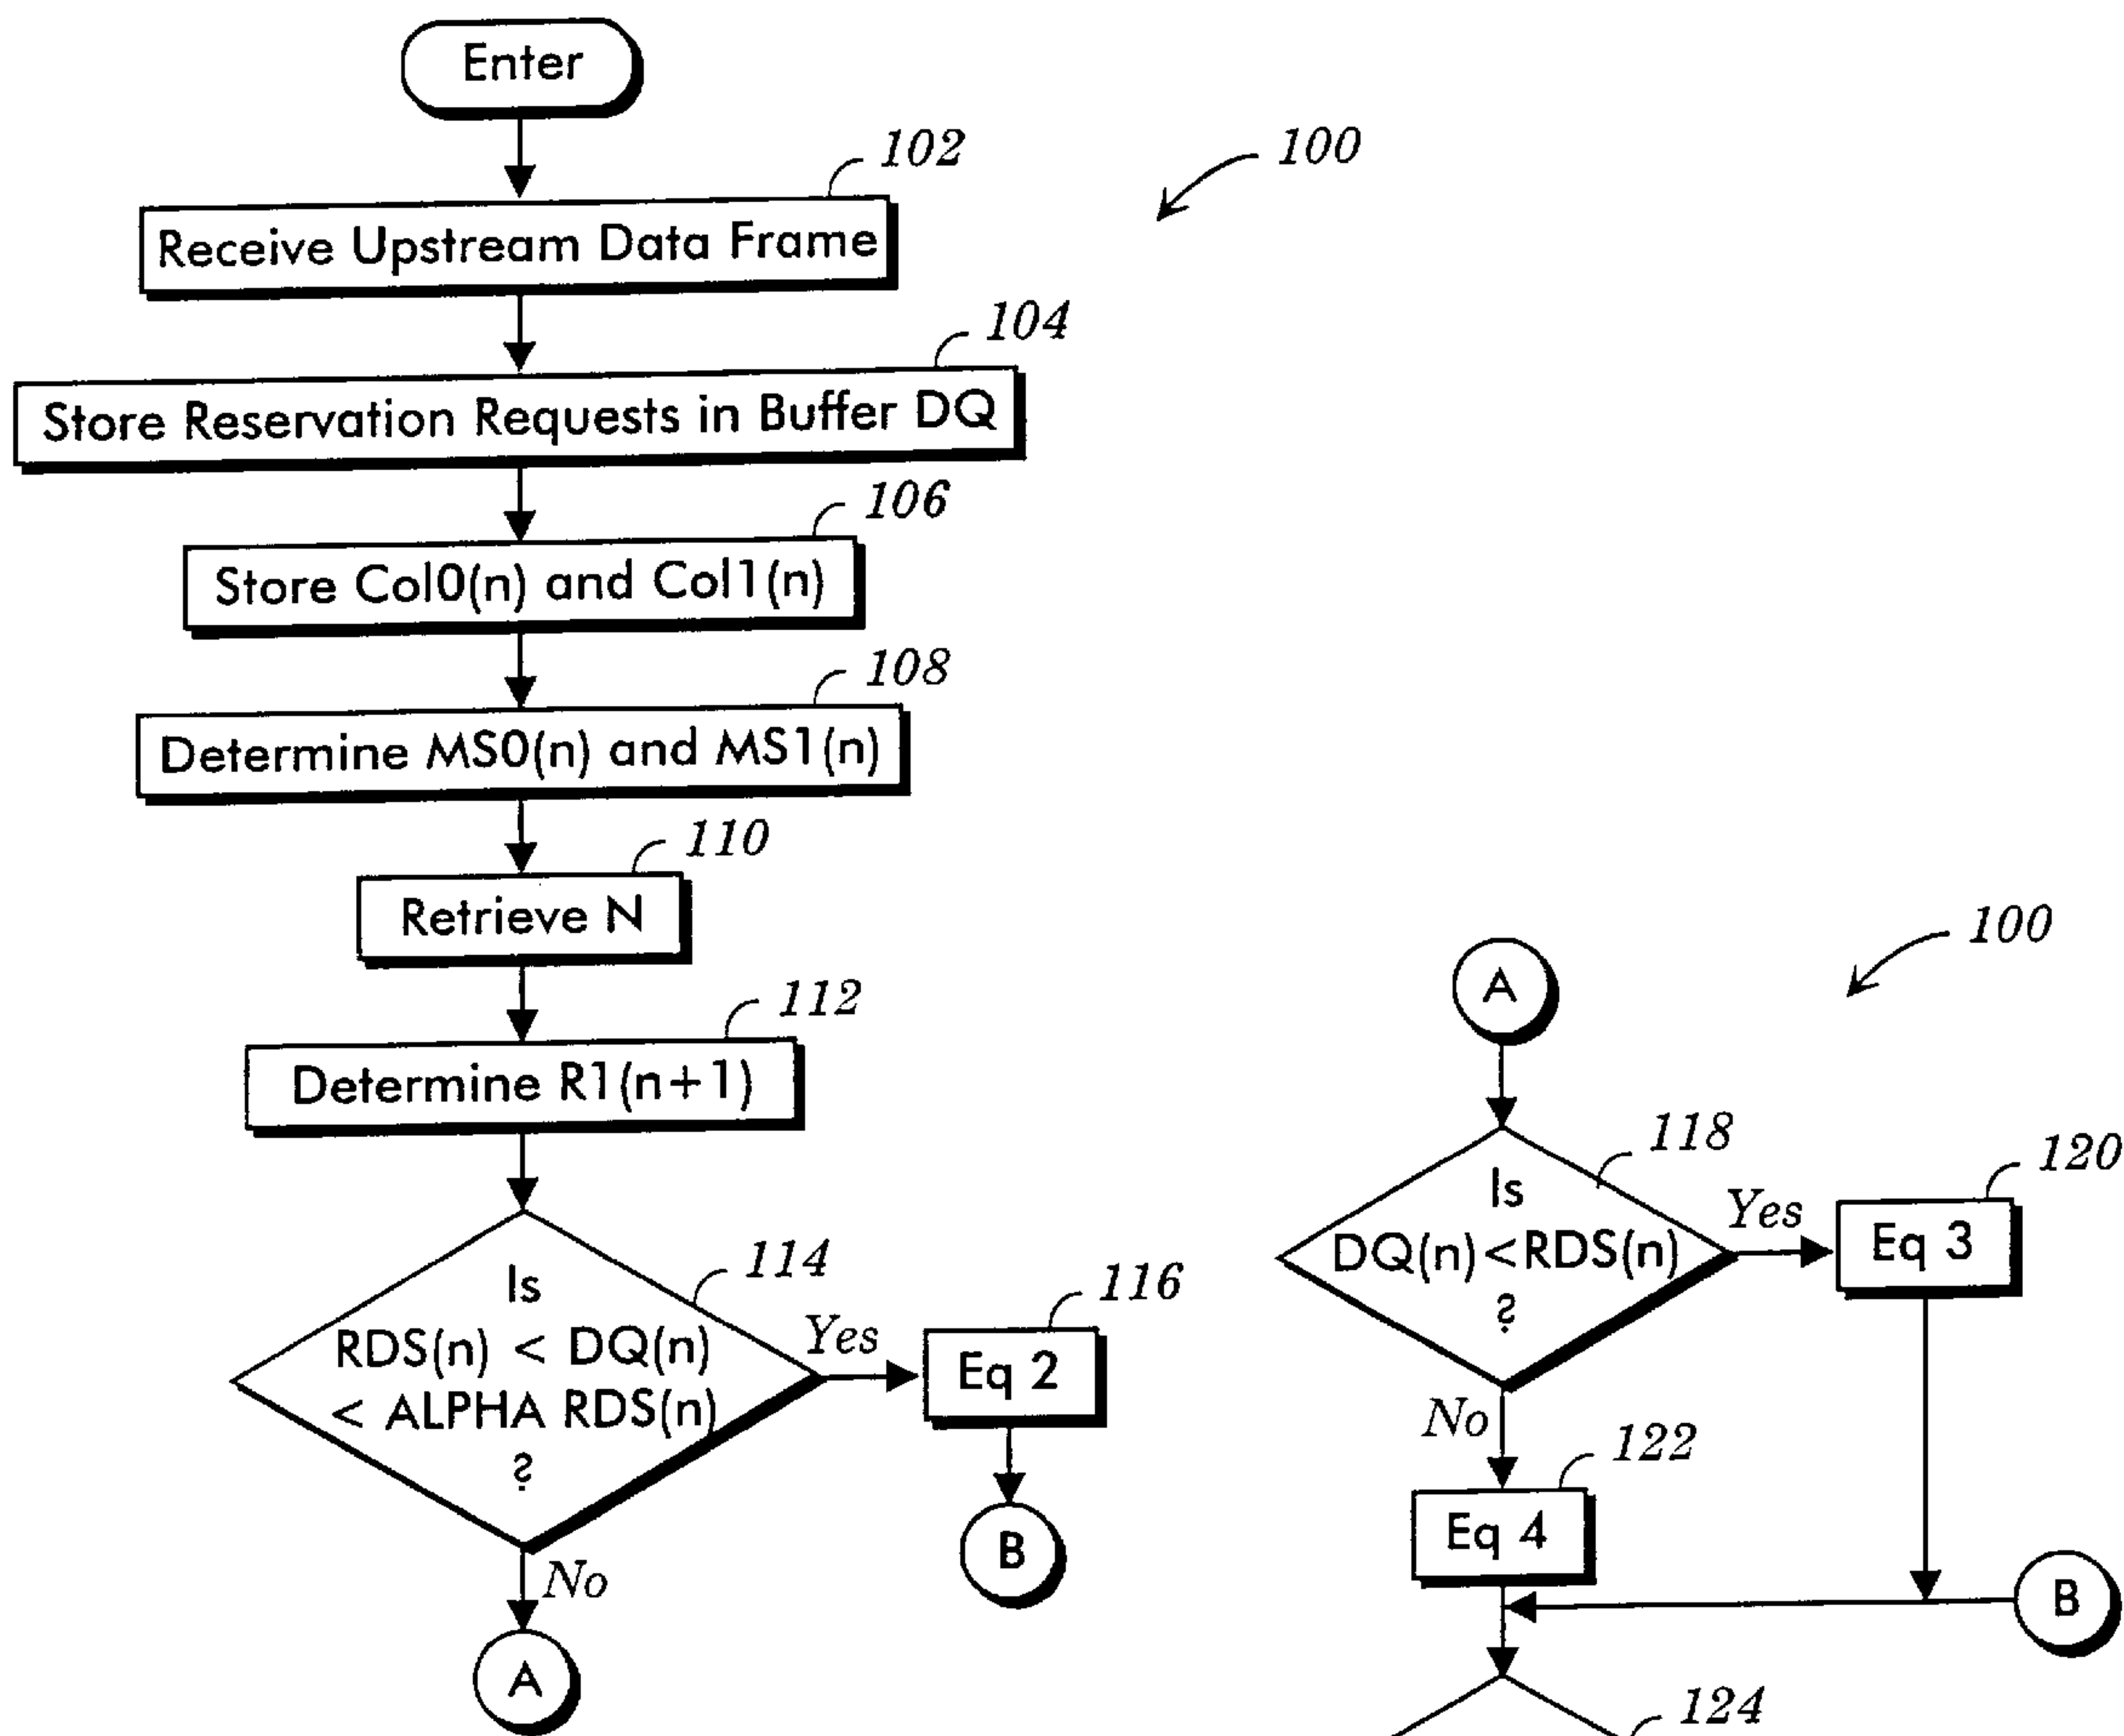 Enter
102
100
Receive Upstream Data Frame
104
Store Reservation Requests in Buffer DQ
106
Store Col0(n) and Col1(n)
108
Determine MS0(n) and MS1(n)
110
Retrieve N
112
Determine R1(n+1)
114
Is
RDS(n) < DQ(n)
< ALPHA RDS(n)
?
Yes
116
Eq 2
B
No
A
100
A
118
Is
DQ(n)<RDS(n)
?
Yes
120
Eq 3
No
122
Eq 4
B
124